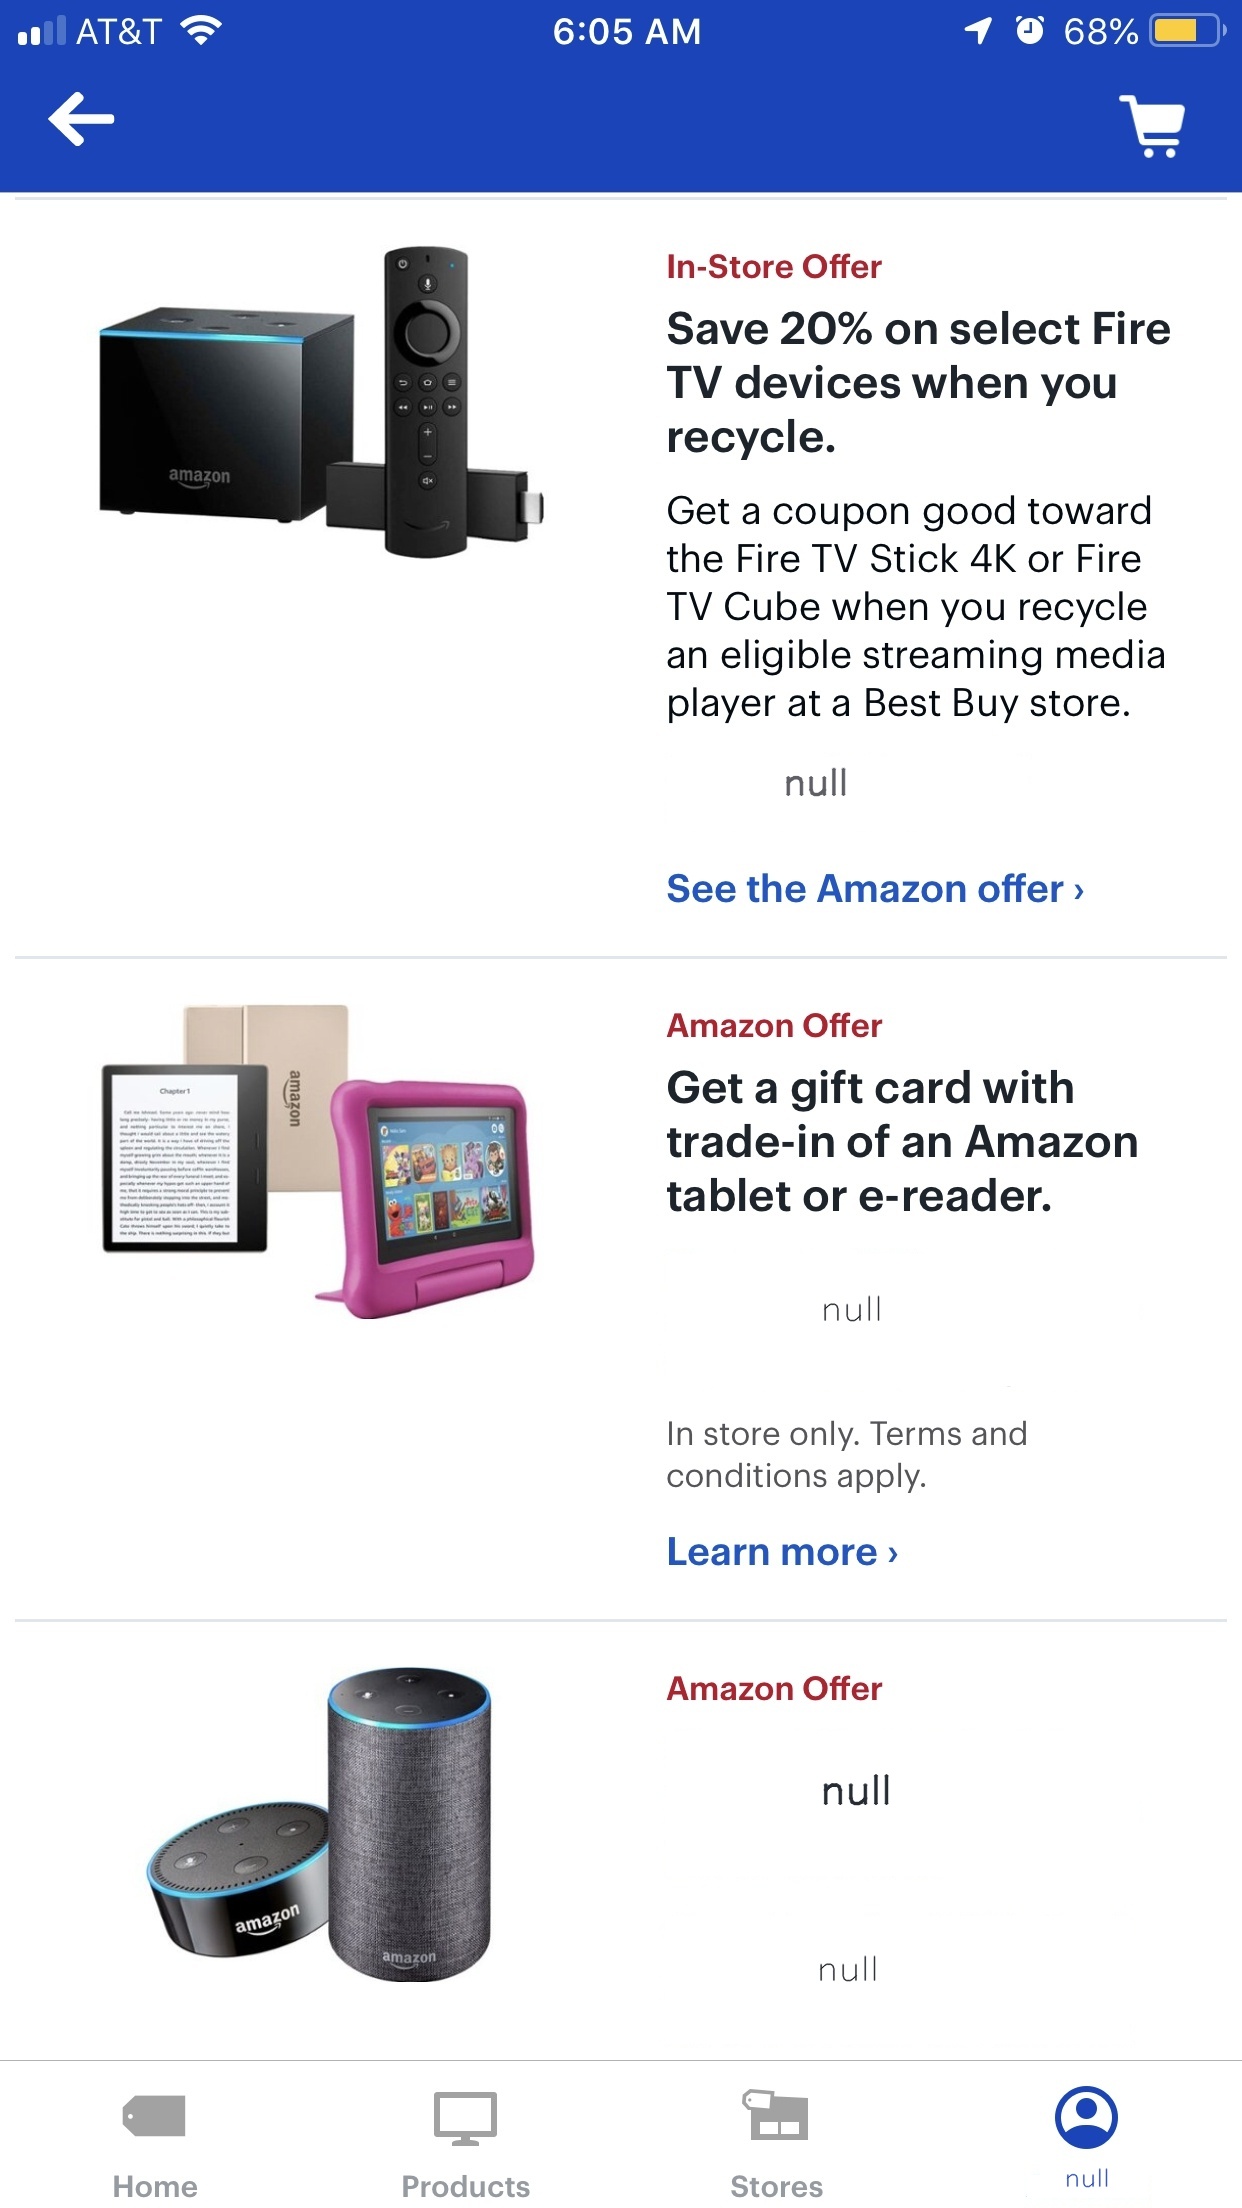 AT&T
6:05 AM
68%
In-Store Offer
Save 20% on select Fire
TV devices when you
recycle.
amazon
Get a coupon good toward
the Fire TV Stick 4K or Fire
TV Cube when you recycle
an eligible streaming media
player at a Best Buy store.
null
See the Amazon offer ›
Amazon Offer
Get a gift card with
trade-in of an Amazon
tablet or e-reader.
amazon
Chapter 1
null
In store only. Terms and
conditions apply.
Learn more ›
Amazon Offer
null
amazon
amazon
null
Home
Products
Stores
null